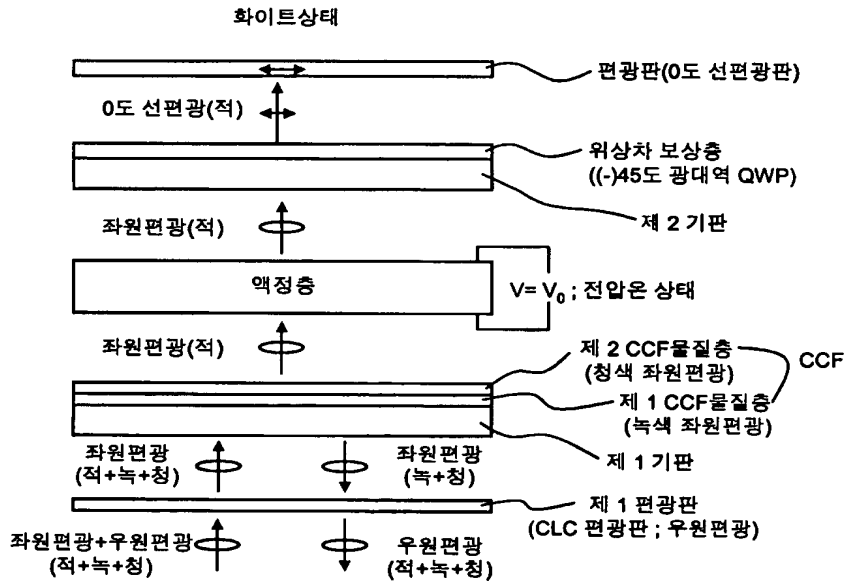 화이트상태
편광판(0도 선편광판)
0도 선편광(적)
위상차 보상층
((-)45도 광대역 QWP)
제 2 기판
좌원편광(적)
액정층
V= V₀ ; 전압온 상태
좌원편광(적)
제 2 CCF물질층
(청색 좌원편광)
CCF
제 1 CCF물질층
(녹색 좌원편광)
좌원편광
(적+녹+청)
좌원편광
(녹+청)
제 1 기판
제 1 편광판
(CLC 편광판 ; 우원편광)
좌원편광+우원편광
(적+녹+청)
우원편광
(적+녹+청)